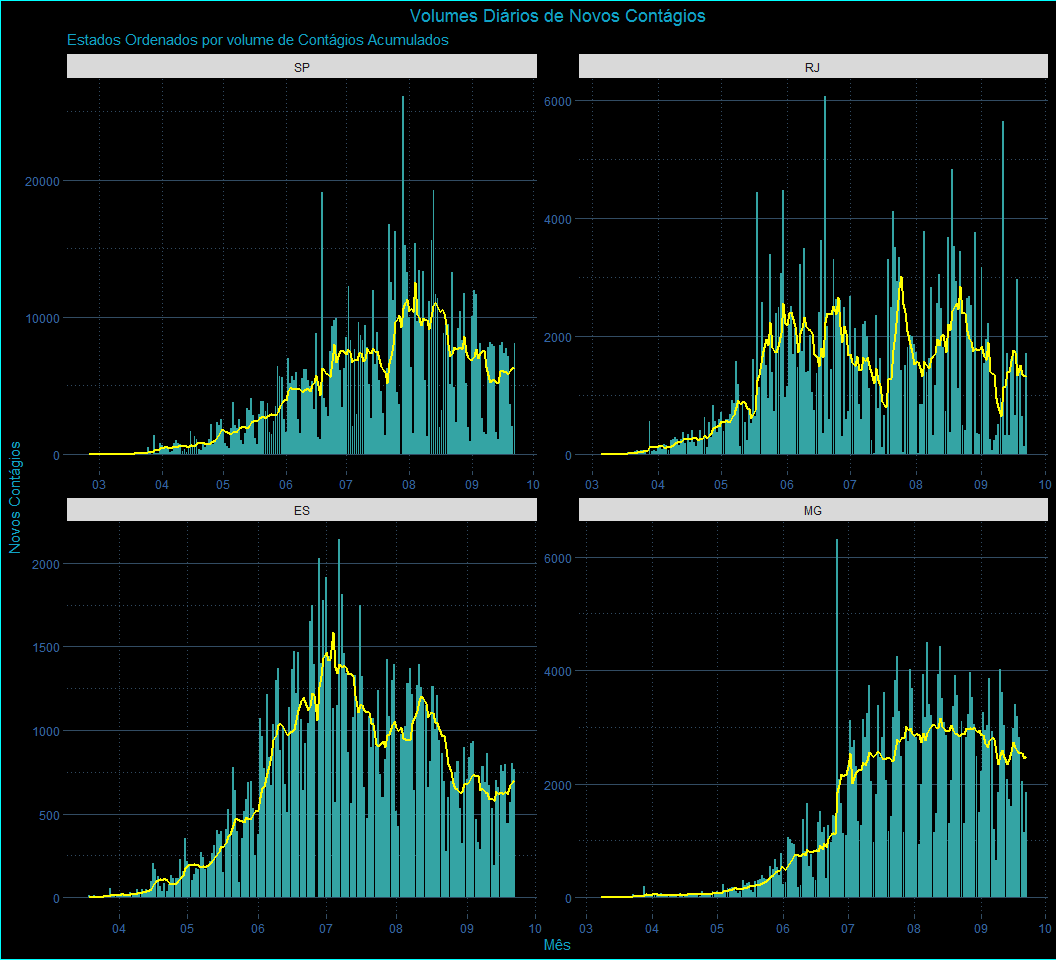 Volumes Diários de Novos Contágios
Estados Ordenados por volume de Contágios Acumulados
SP
20000
10000
0
03 04 05 06 07 08 09 10
RJ
6000
4000
2000
0
03 04 05 06 07 08 09 10
Novos Contágios
ES
2000
1500
1000
500
0
04 05 06 07 08 09 10
MG
6000
4000
2000
0
03 04 05 06 07 08 09 10
Mês